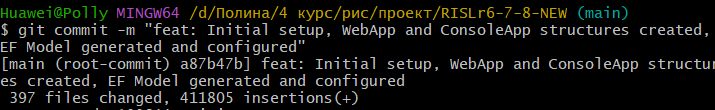 Huawei@Polly MINGW64 /d/Полина/4 курс/рис/проект/RISLr6-7-8-NEW (main)
$ git commit -m "feat: Initial setup, WebApp and ConsoleApp structures created,
EF Model generated and configured"
[main (root-commit) a87b47b] feat: Initial setup, WebApp and ConsoleApp structur
es created, EF Model generated and configured
 397 files changed, 411805 insertions(+)